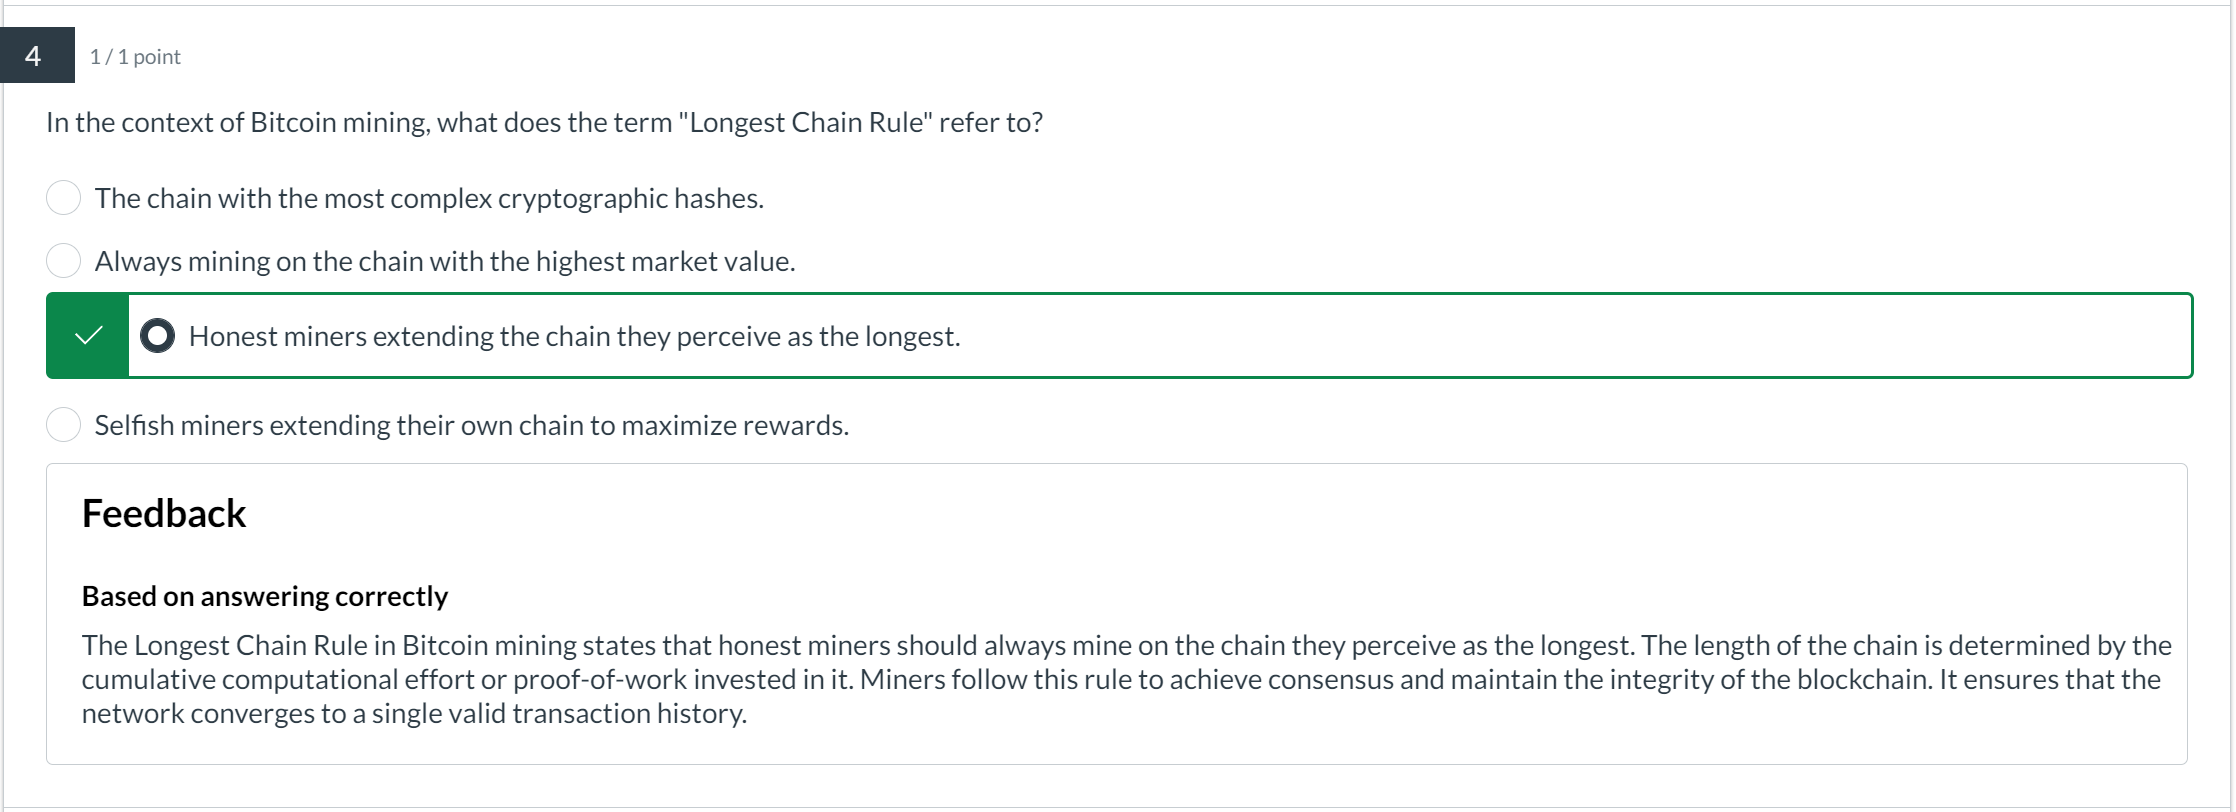 4
1 / 1 point
In the context of Bitcoin mining, what does the term "Longest Chain Rule" refer to?
The chain with the most complex cryptographic hashes.
Always mining on the chain with the highest market value.
Honest miners extending the chain they perceive as the longest.
Selfish miners extending their own chain to maximize rewards.
Feedback
Based on answering correctly
The Longest Chain Rule in Bitcoin mining states that honest miners should always mine on the chain they perceive as the longest. The length of the chain is determined by the
cumulative computational effort or proof-of-work invested in it. Miners follow this rule to achieve consensus and maintain the integrity of the blockchain. It ensures that the
network converges to a single valid transaction history.